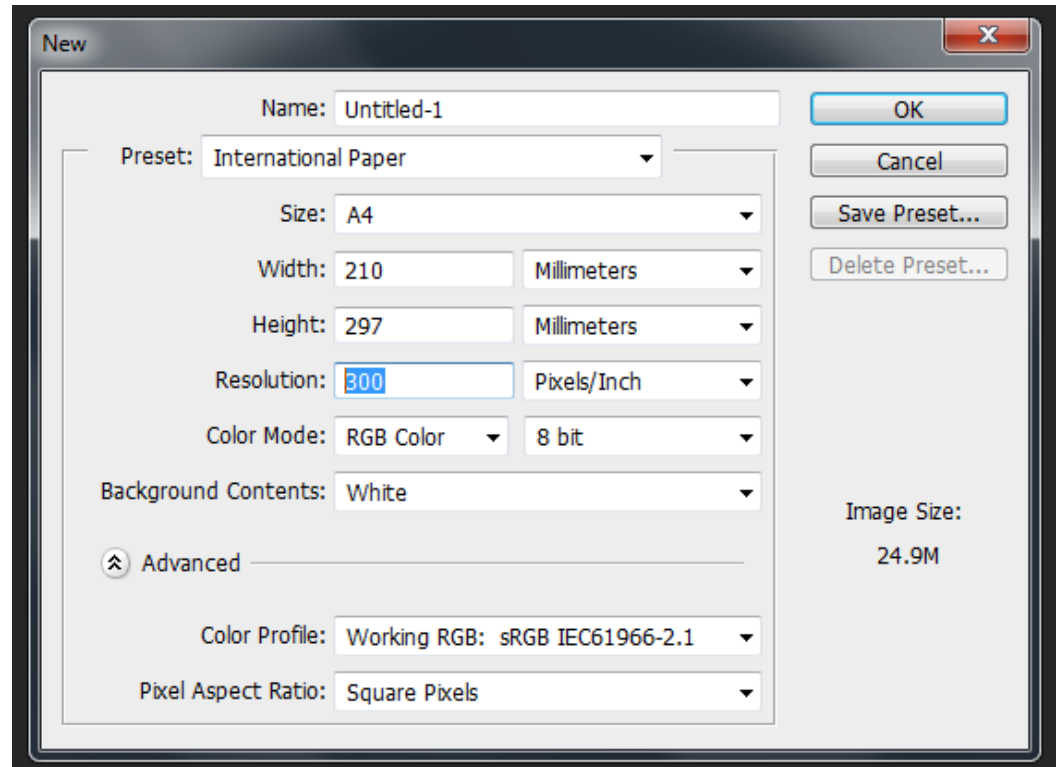 New
Name: Untitled-1
OK
Preset: International Paper
Cancel
Size: A4
Save Preset...
Width: 210 Millimeters
Delete Preset...
Height: 297 Millimeters
Resolution: 300 Pixels/Inch
Color Mode: RGB Color 8 bit
Background Contents: White
Image Size:
24.9M
Advanced
Color Profile: Working RGB: sRGB IEC61966-2.1
Pixel Aspect Ratio: Square Pixels